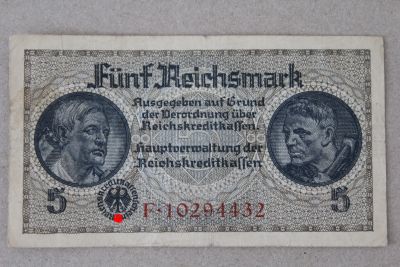 Fünf Reichsmark
Ausgegeben auf Grund
der Verordnung über
Reichskreditkassen.
Hauptverwaltung der
Reichskreditkassen
5
5
F·10294432